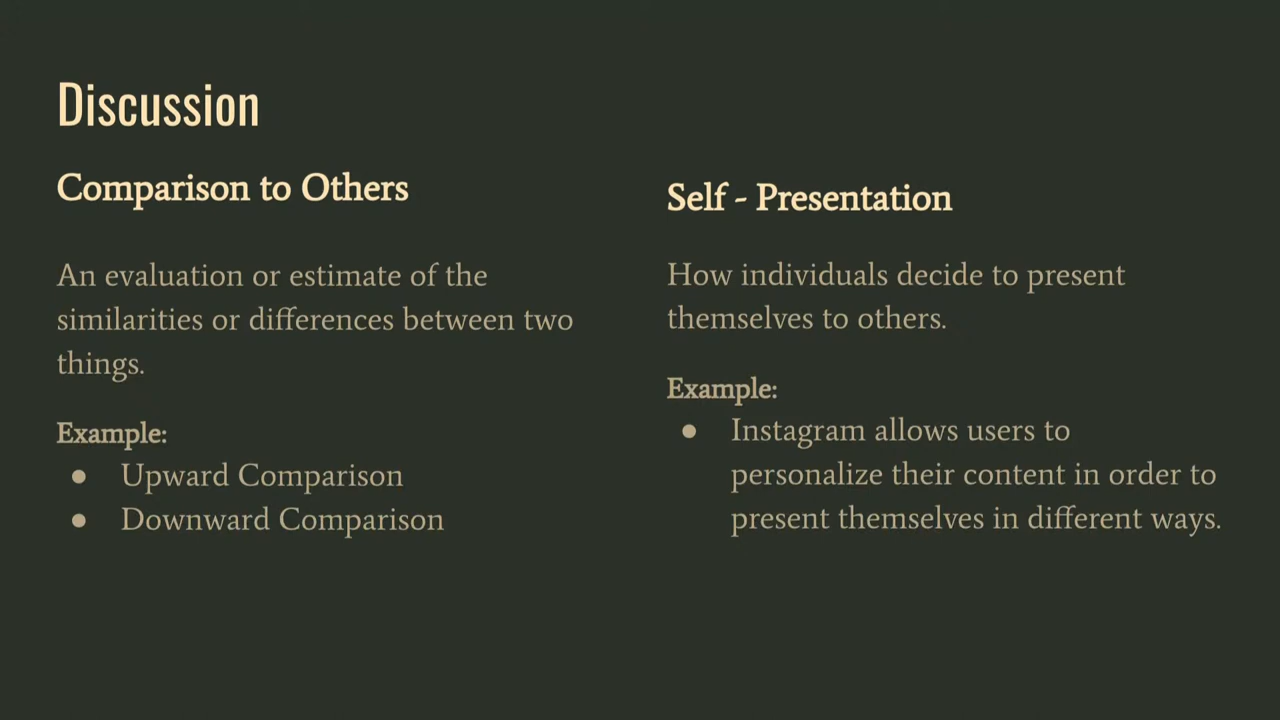 Discussion
Comparison to Others
An evaluation or estimate of the
similarities or differences between two
things.
Example:
● Upward Comparison
● Downward Comparison
Self - Presentation
How individuals decide to present
themselves to others.
Example:
● Instagram allows users to
personalize their content in order to
present themselves in different ways.